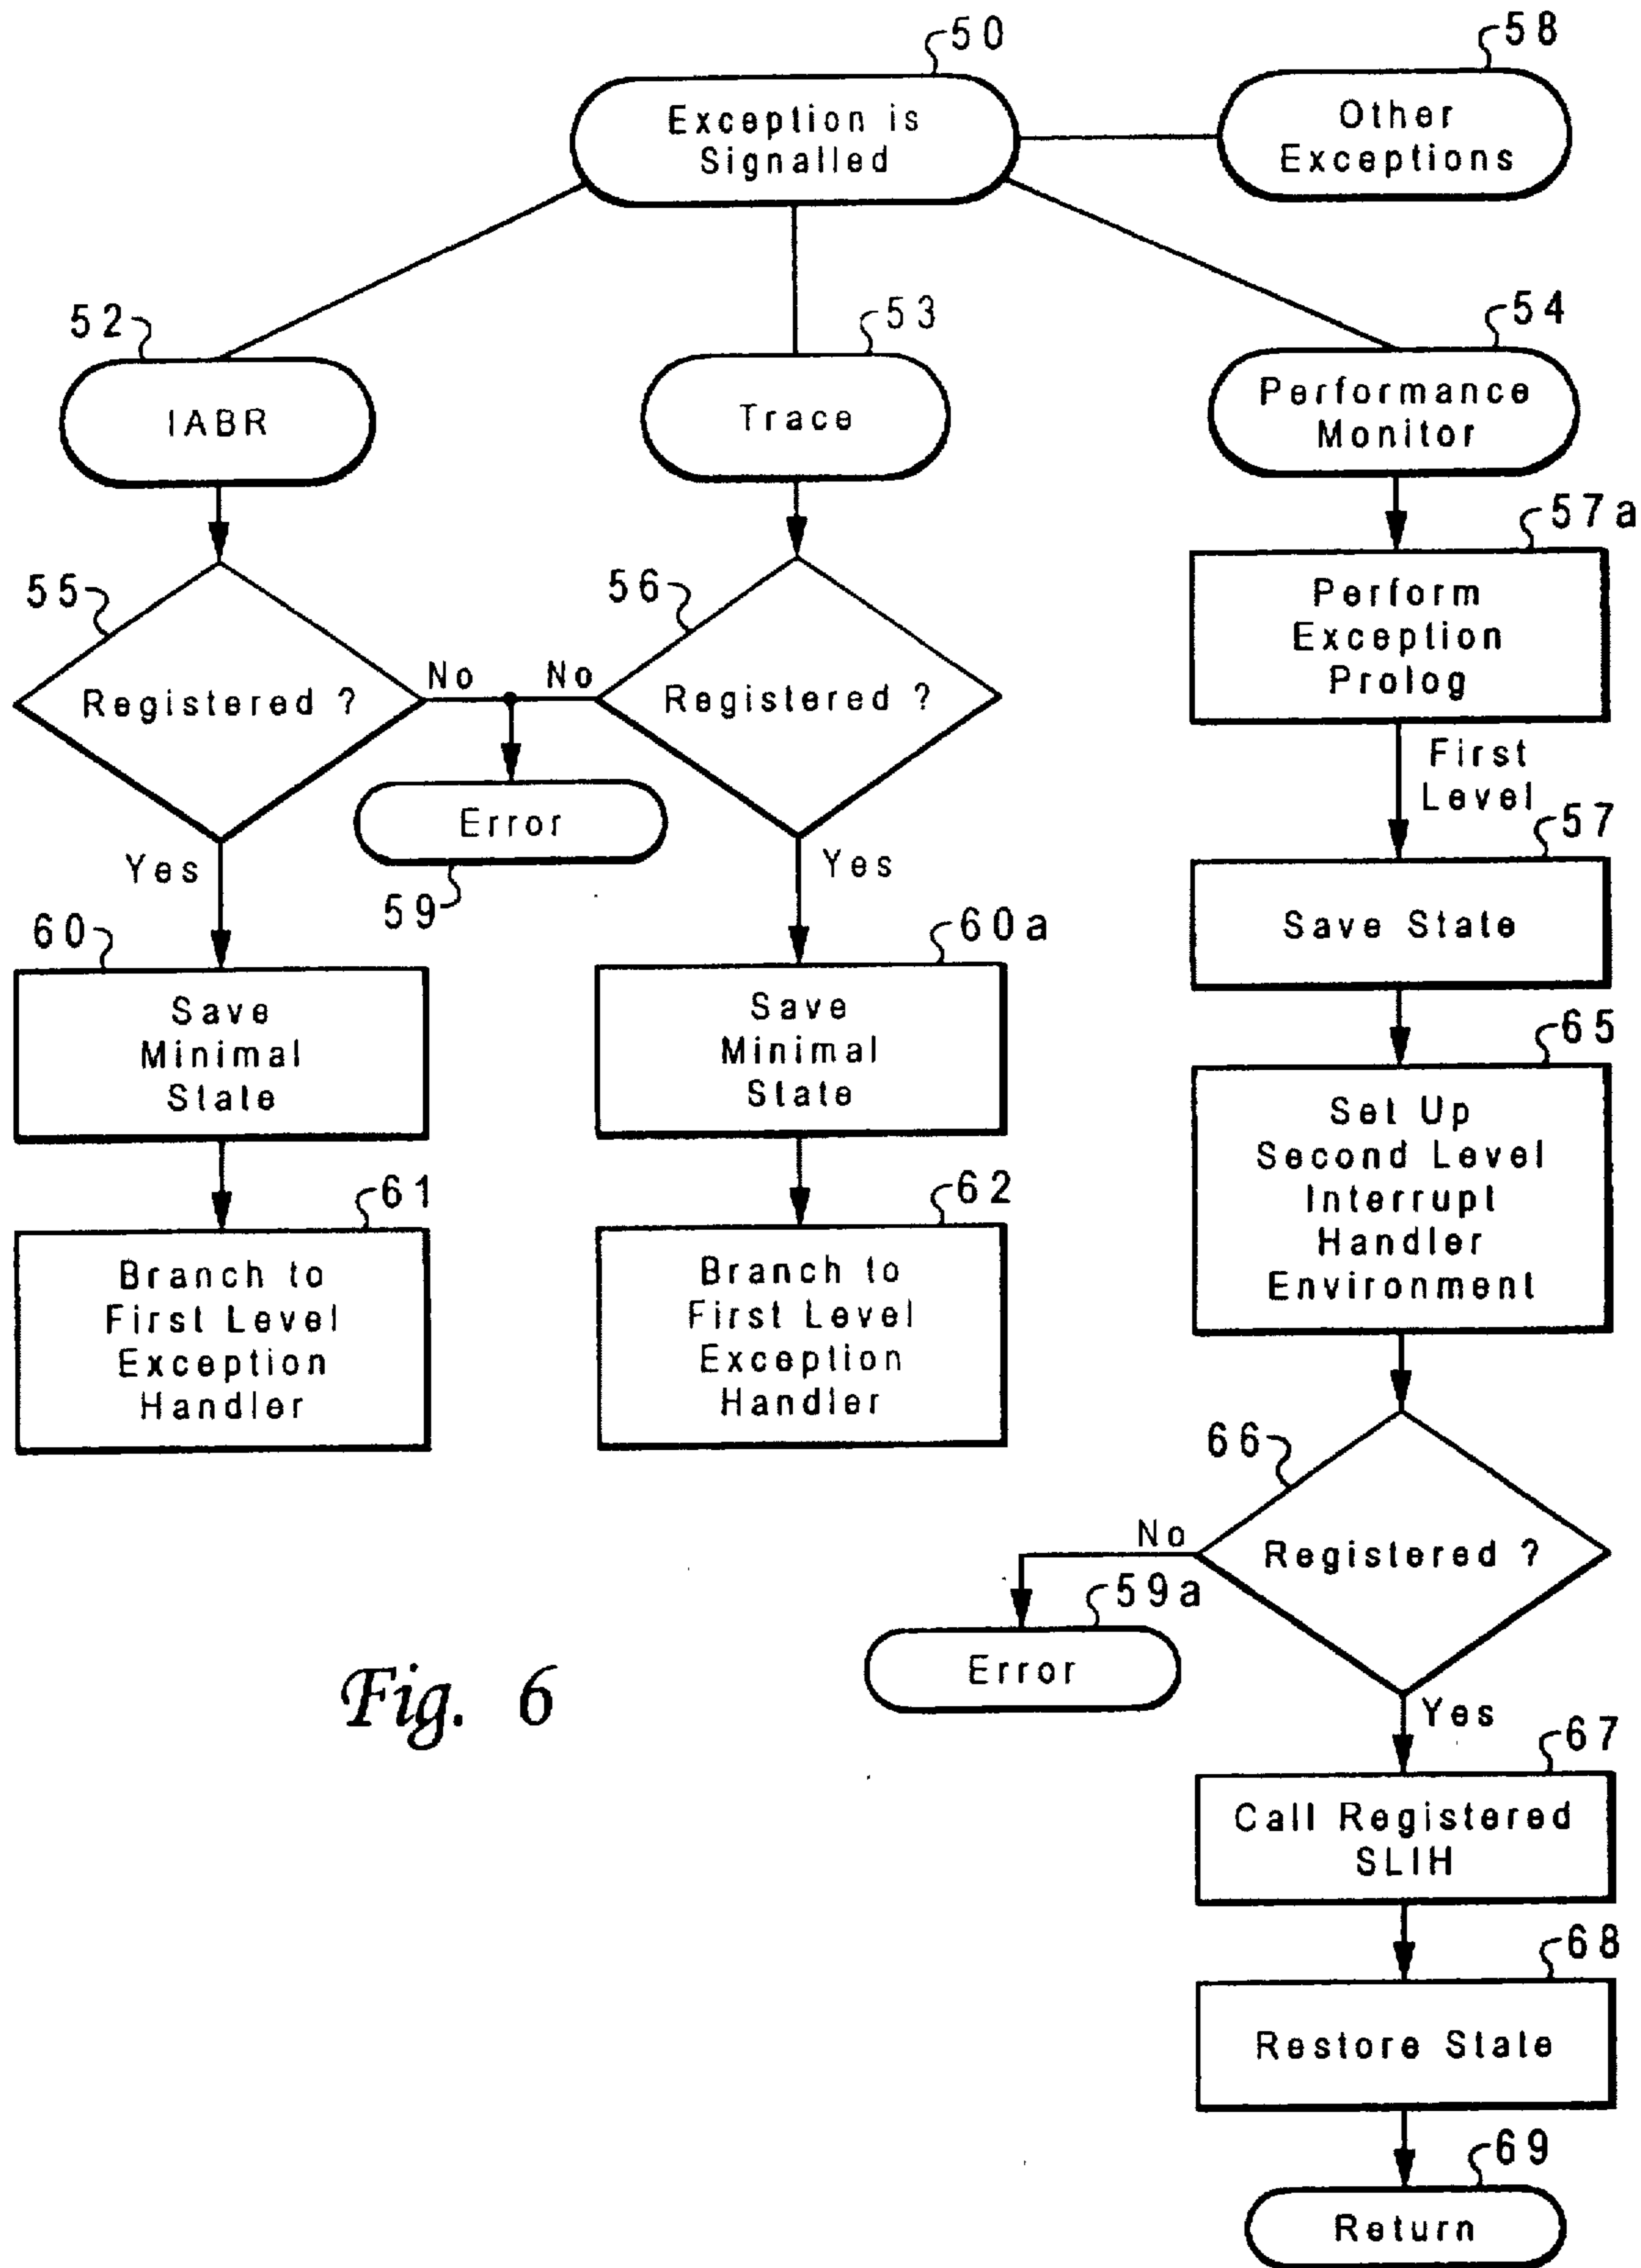 50
Exception is
Signalled
58
Other
Exceptions
52
IABR
53
Trace
54
Performance
Monitor
55
Registered ?
No
Yes
56
Registered ?
No
Yes
Error
59
57a
Perform
Exception
Prolog
First
Level
57
Save State
60
Save
Minimal
State
60a
Save
Minimal
State
65
Set Up
Second Level
Interrupt
Handler
Environment
61
Branch to
First Level
Exception
Handler
62
Branch to
First Level
Exception
Handler
66
Registered ?
No
Yes
59a
Error
67
Call Registered
SLIH
68
Restore State
69
Return
Fig. 6